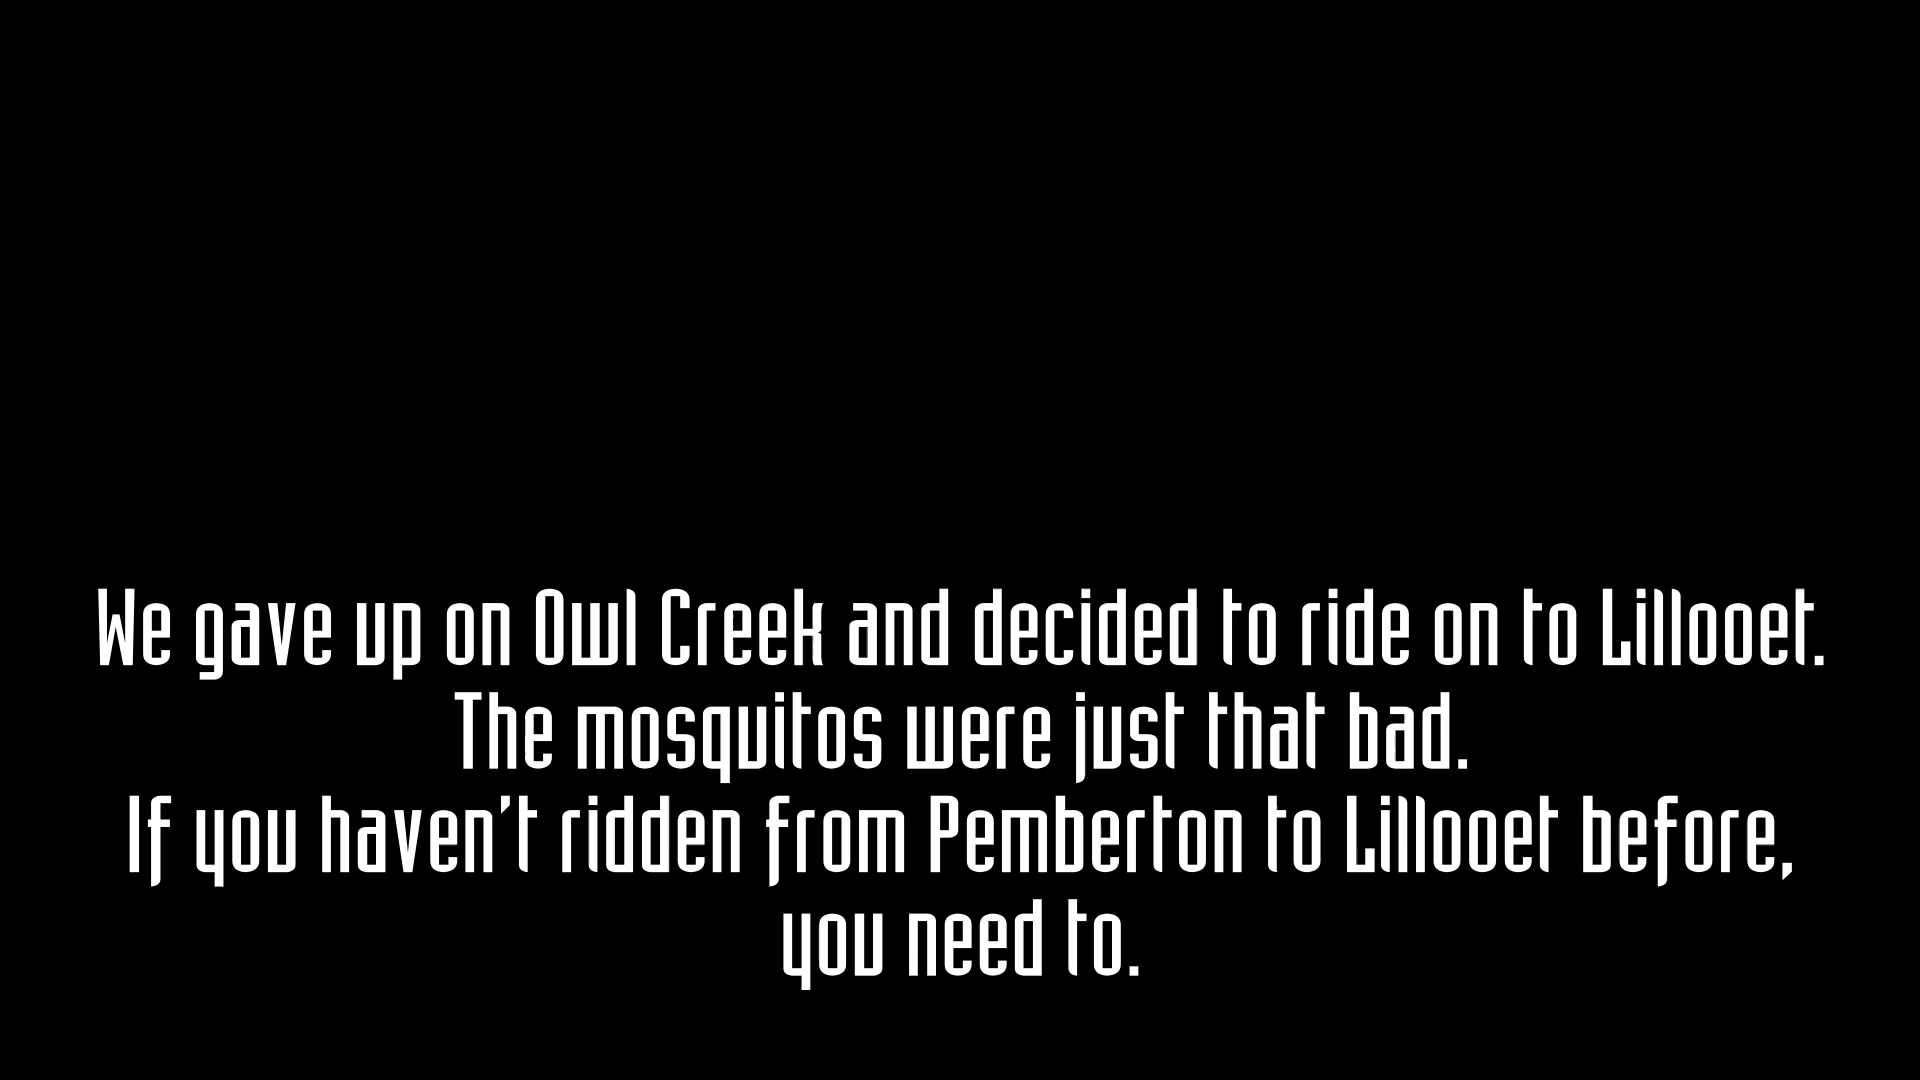 We gave up on Owl Creek and decided to ride on to Lillooet.
The mosquitos were just that bad.
If you haven't ridden from Pemberton to Lillooet before,
you need to.